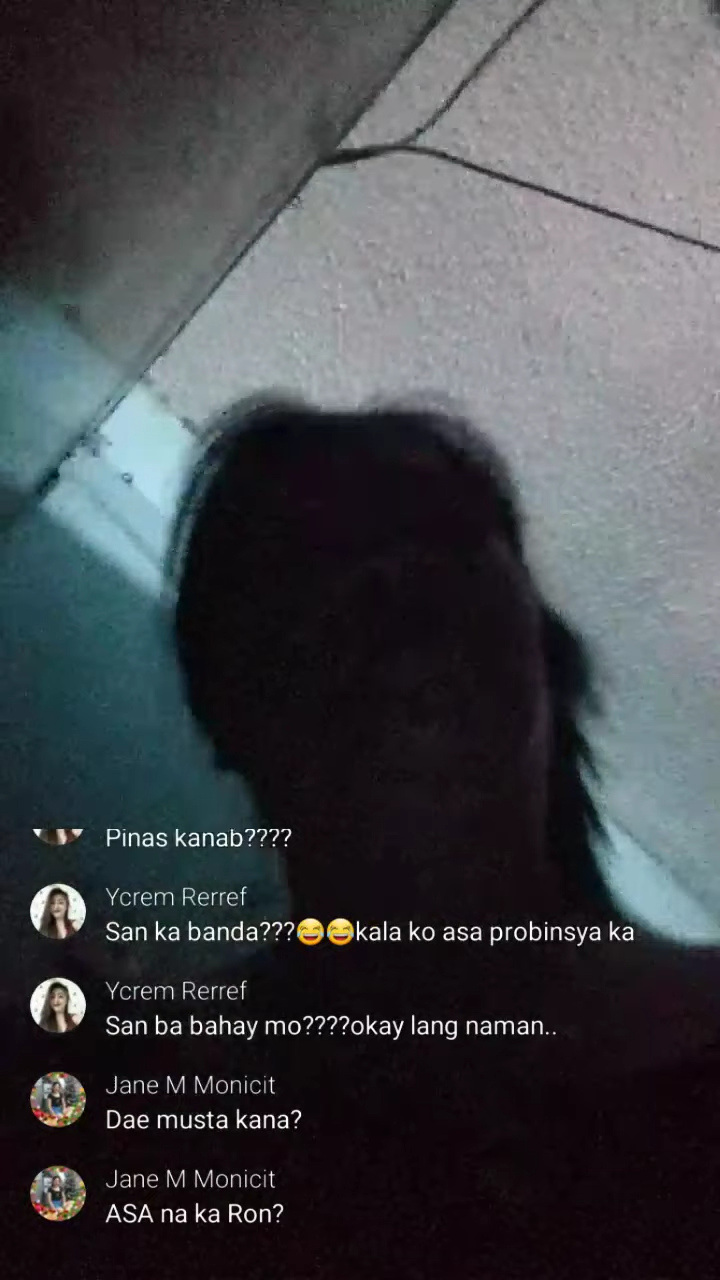 Pinas kanab????
Ycrem Rerref
San ka banda???😂😂kala ko asa probinsya ka
Ycrem Rerref
San ba bahay mo????okay lang naman..
Jane M Monicit
Dae musta kana?
Jane M Monicit
ASA na ka Ron?